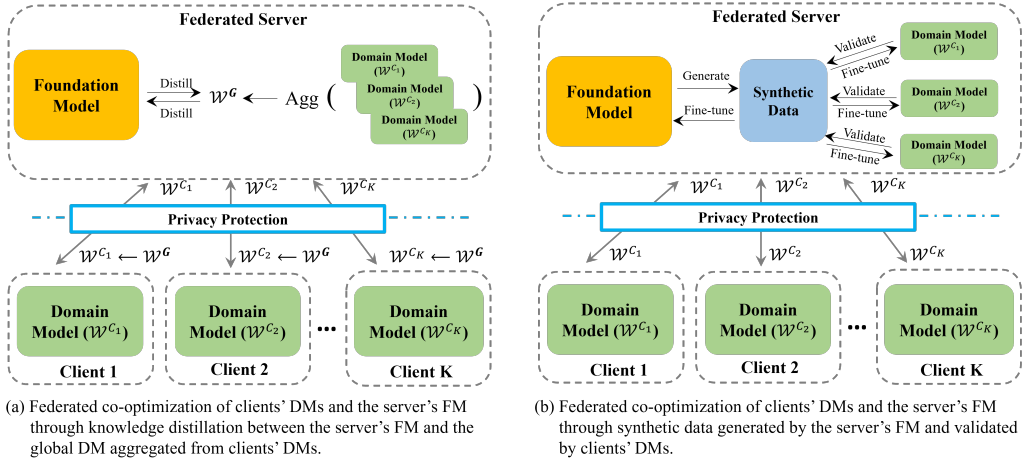 Federated Server
Foundation
Model
Distill
Distill
𝒲^G
Agg
(
Domain Model
(𝒲^{C_1})
Domain Model
(𝒲^{C_2})
Domain Model
(𝒲^{C_K})
)
𝒲^{C_1}
𝒲^{C_2}
𝒲^{C_K}
Privacy Protection
𝒲^{C_1} ← 𝒲^G
𝒲^{C_2} ← 𝒲^G
𝒲^{C_K} ← 𝒲^G
Domain
Model (𝒲^{C_1})
Client 1
Domain
Model (𝒲^{C_2})
Client 2
...
Domain
Model (𝒲^{C_K})
Client K
(a) Federated co-optimization of clients' DMs and the server's FM
through knowledge distillation between the server's FM and the
global DM aggregated from clients' DMs.
Federated Server
Foundation
Model
Generate
Fine-tune
Synthetic
Data
Validate
Fine-tune
Domain Model
(𝒲^{C_1})
Validate
Fine-tune
Domain Model
(𝒲^{C_2})
Validate
Fine-tune
Domain Model
(𝒲^{C_K})
𝒲^{C_1}
𝒲^{C_2}
𝒲^{C_K}
Privacy Protection
𝒲^{C_1}
𝒲^{C_2}
𝒲^{C_K}
Domain
Model (𝒲^{C_1})
Client 1
Domain
Model (𝒲^{C_2})
Client 2
...
Domain
Model (𝒲^{C_K})
Client K
(b) Federated co-optimization of clients' DMs and the server's FM
through synthetic data generated by the server's FM and validated
by clients' DMs.